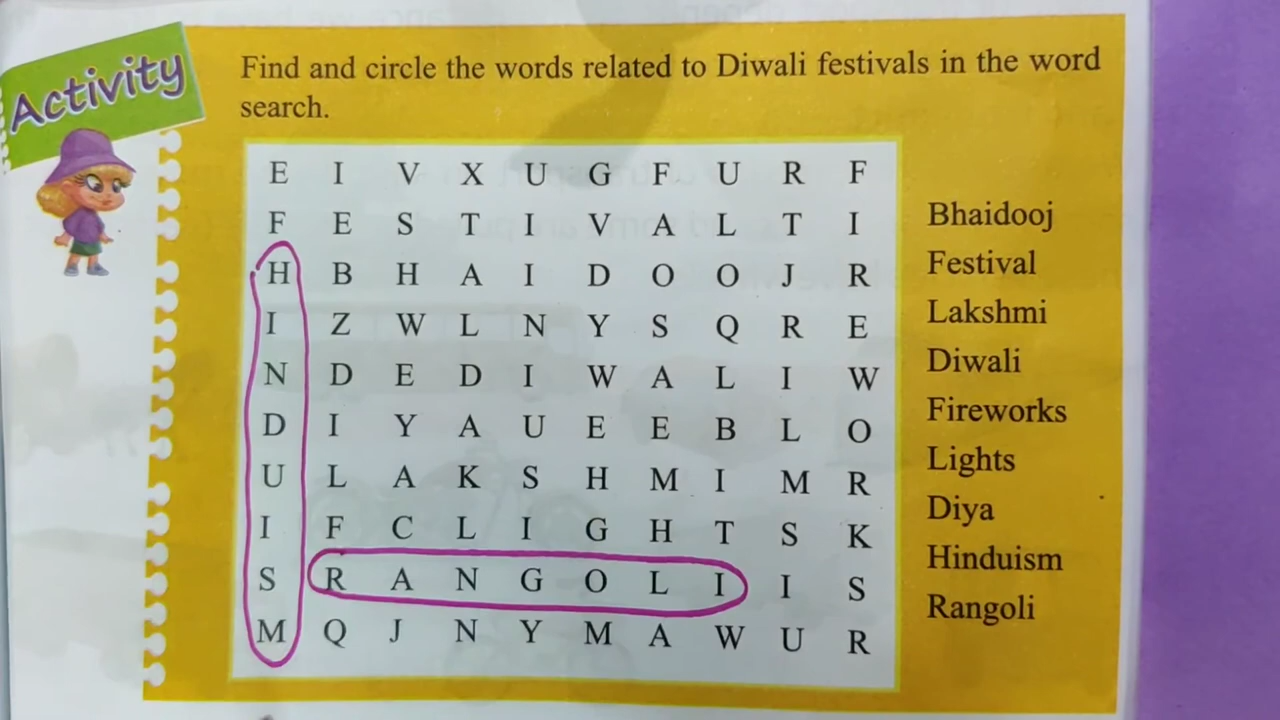 Activity
Find and circle the words related to Diwali festivals in the word
search.
E I V X U G F U R F
F E S T I V A L T I
H B H A I D O O J R
I Z W L N Y S Q R E
N D E D I W A L I W
D I Y A U E E B L O
U L A K S H M I M R
I F C L I G H T S K
S R A N G O L I I S
M Q J N Y M A W U R
Bhaidooj
Festival
Lakshmi
Diwali
Fireworks
Lights
Diya
Hinduism
Rangoli